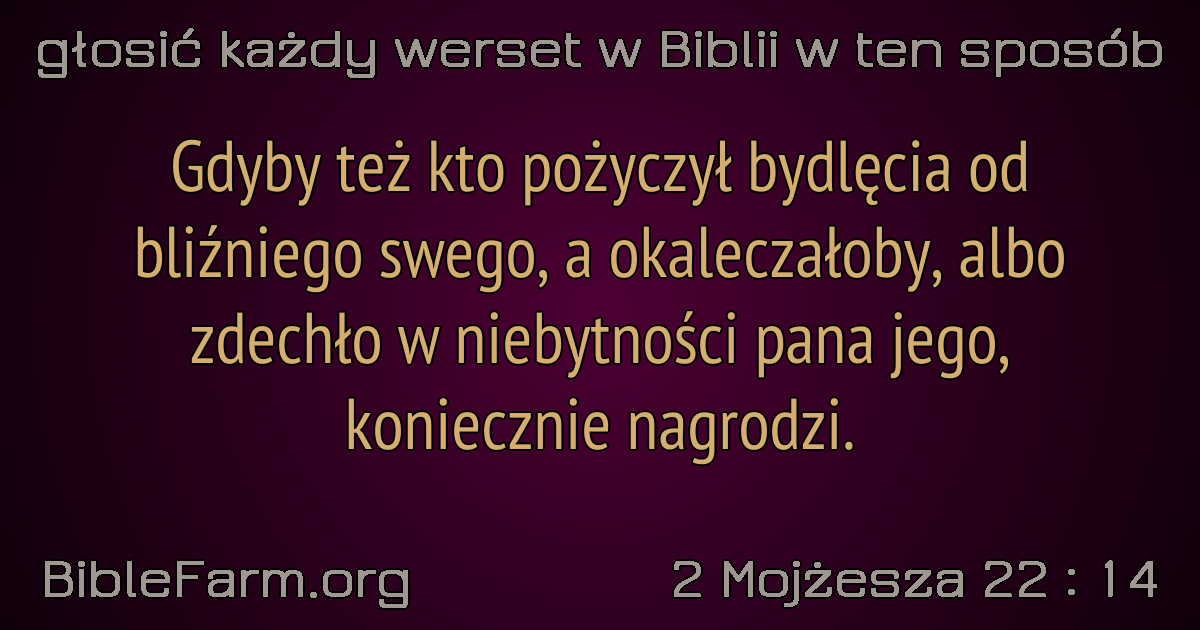 głosić każdy werset w Biblii w ten sposób
Gdyby też kto pożyczył bydlęcia od
bliźniego swego, a okaleczałoby, albo
zdechło w niebytności pana jego,
koniecznie nagrodzi.
BibleFarm.org
2 Mojżesza 22 : 14